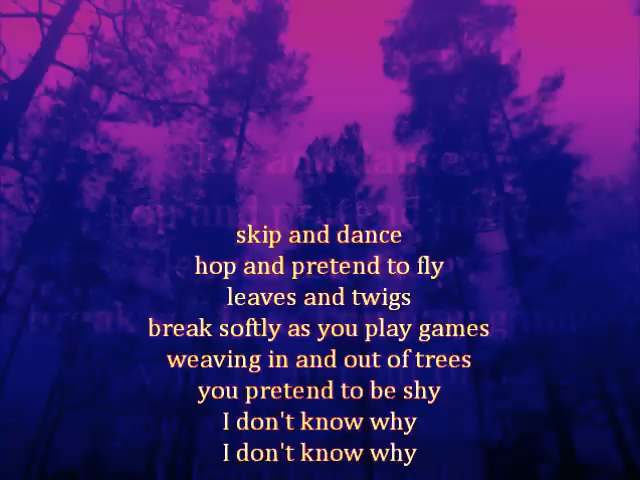 skip and dance
hop and pretend to fly
leaves and twigs
break softly as you play games
weaving in and out of trees
you pretend to be shy
I don't know why
I don't know why